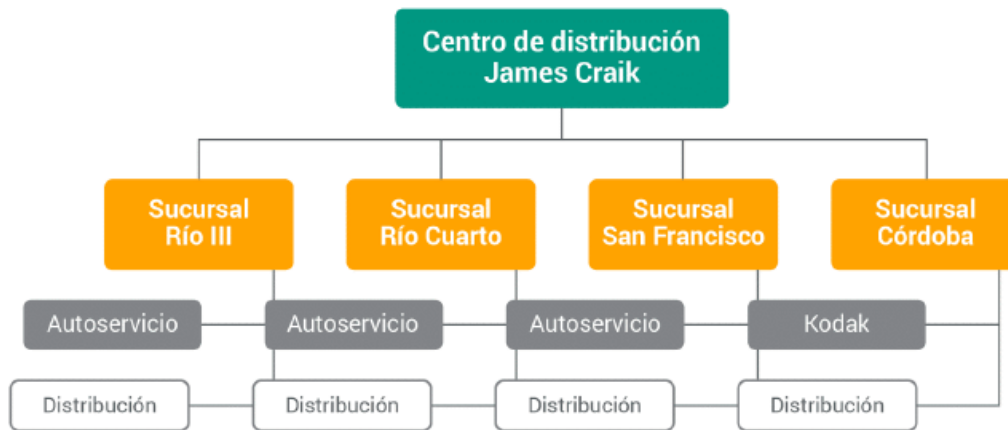 Centro de distribución
James Craik
Sucursal
Río III
Sucursal
Río Cuarto
Sucursal
San Francisco
Sucursal
Córdoba
Autoservicio
Autoservicio
Autoservicio
Kodak
Distribución
Distribución
Distribución
Distribución